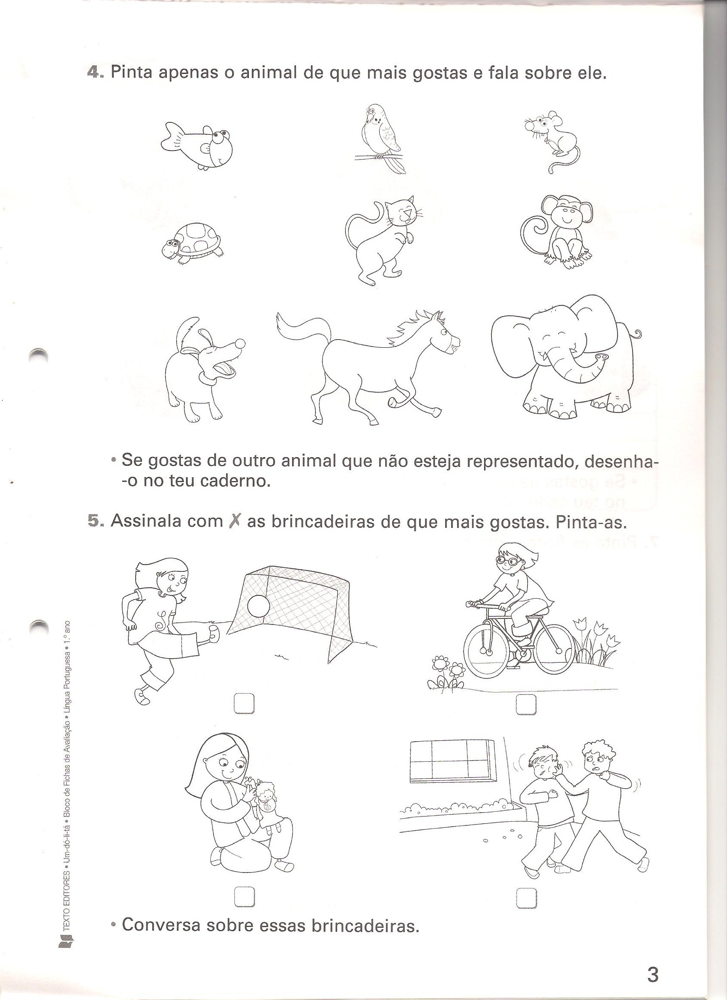 4. Pinta apenas o animal de que mais gostas e fala sobre ele.
• Se gostas de outro animal que não esteja representado, desenha-
-o no teu caderno.
5. Assinala com ✗ as brincadeiras de que mais gostas. Pinta-as.
• Conversa sobre essas brincadeiras.
TEXTO EDITORES • Um-dó-li-tá • Bloco de Fichas de Avaliação • Língua Portuguesa • 1.º ano
3